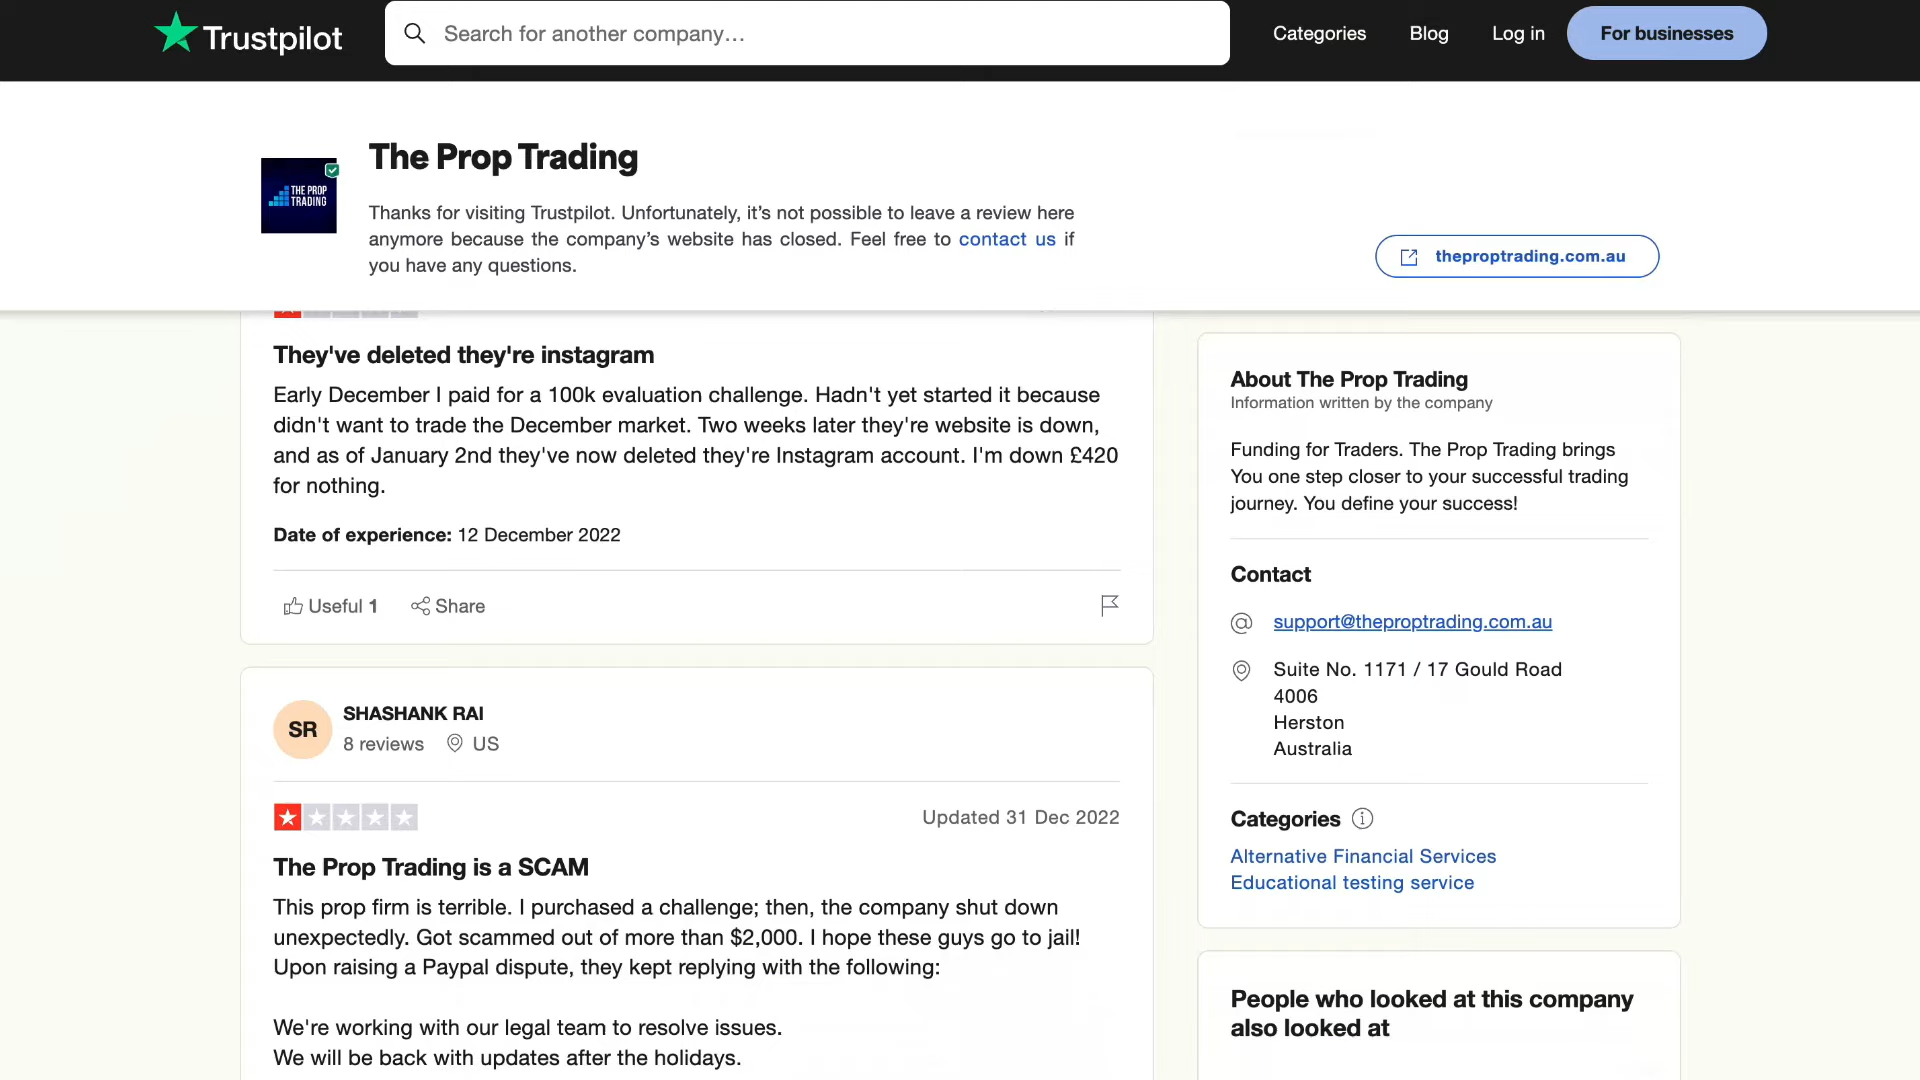 Trustpilot
Search for another company…
Categories
Blog
Log in
For businesses
THE PROP
TRADING
The Prop Trading
Thanks for visiting Trustpilot. Unfortunately, it’s not possible to leave a review here
anymore because the company’s website has closed. Feel free to contact us if
you have any questions.
theproptrading.com.au
They've deleted they're instagram
Early December I paid for a 100k evaluation challenge. Hadn't yet started it because
didn't want to trade the December market. Two weeks later they're website is down,
and as of January 2nd they've now deleted they're Instagram account. I'm down £420
for nothing.
Date of experience: 12 December 2022
Useful 1
Share
SR
SHASHANK RAI
8 reviews
US
Updated 31 Dec 2022
The Prop Trading is a SCAM
This prop firm is terrible. I purchased a challenge; then, the company shut down
unexpectedly. Got scammed out of more than $2,000. I hope these guys go to jail!
Upon raising a Paypal dispute, they kept replying with the following:
We're working with our legal team to resolve issues.
We will be back with updates after the holidays.
About The Prop Trading
Information written by the company
Funding for Traders. The Prop Trading brings
You one step closer to your successful trading
journey. You define your success!
Contact
support@theproptrading.com.au
Suite No. 1171 / 17 Gould Road
4006
Herston
Australia
Categories
Alternative Financial Services
Educational testing service
People who looked at this company
also looked at